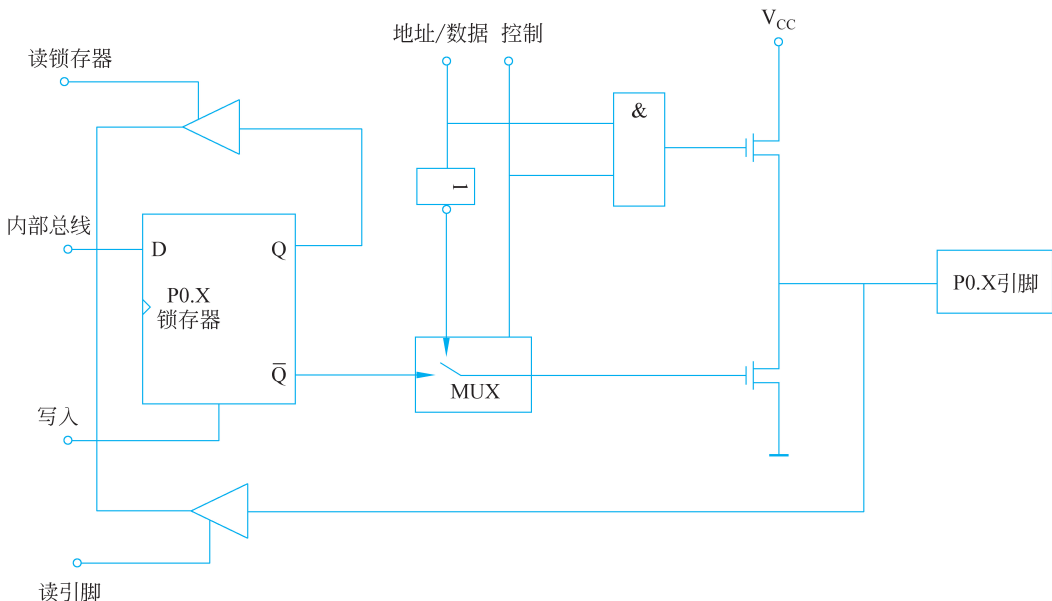 V_CC
地址/数据 控制
读锁存器
&
1
内部总线
D
Q
P0.X
锁存器
P0.X引脚
Q̅
MUX
写入
读引脚